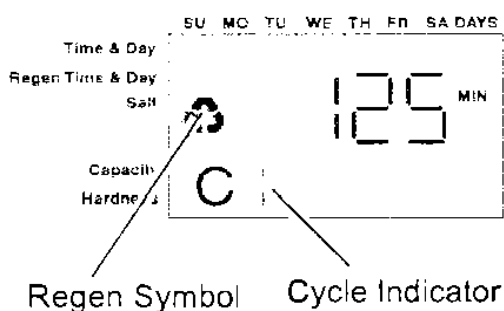 SU MO TU WE TH FR SA DAYS
Time & Day
Regen Time & Day
Salt
125 MIN
Capacity
Hardness
C
Regen Symbol
Cycle Indicator